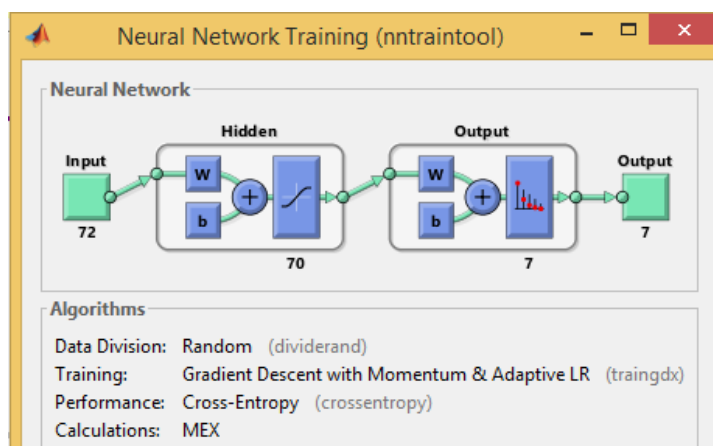 Neural Network Training (nntraintool)
Neural Network
Hidden
Output
Input
Output
W
W
b
b
72
70
7
7
Algorithms
Data Division: Random (dividerand)
Training: Gradient Descent with Momentum & Adaptive LR (traingdx)
Performance: Cross-Entropy (crossentropy)
Calculations: MEX